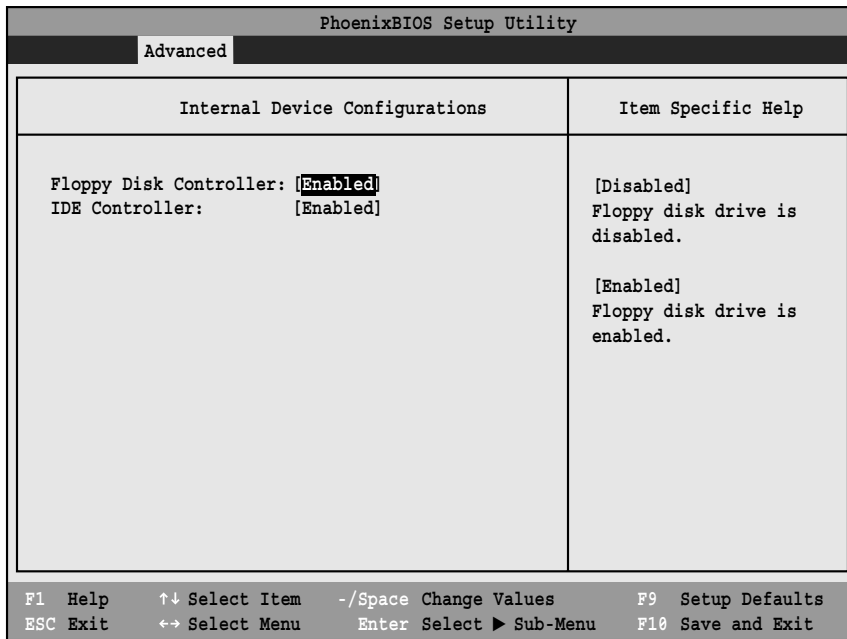 PhoenixBIOS Setup Utility
Advanced
Internal Device Configurations
Item Specific Help
Floppy Disk Controller: [Enabled]
IDE Controller: [Enabled]
[Disabled]
Floppy disk drive is
disabled.
[Enabled]
Floppy disk drive is
enabled.
F1 Help ↑↓ Select Item -/Space Change Values F9 Setup Defaults
ESC Exit ←→ Select Menu Enter Select ▶ Sub-Menu F10 Save and Exit